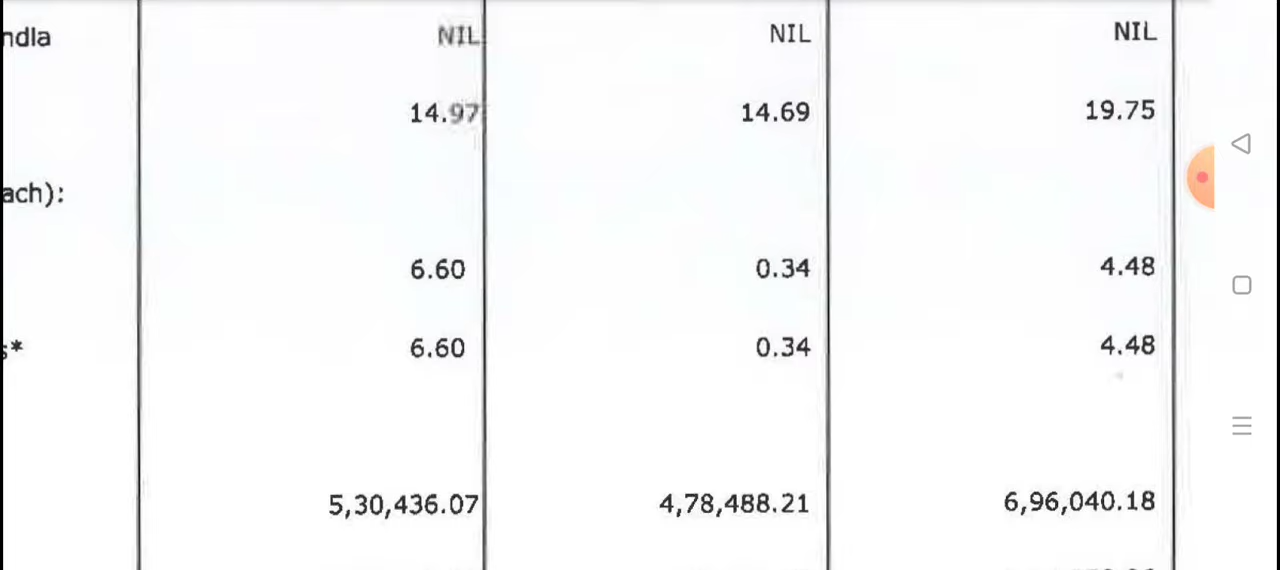 ndla NIL NIL NIL
14.97 14.69 19.75
ach):
6.60 0.34 4.48
s* 6.60 0.34 4.48
5,30,436.07 4,78,488.21 6,96,040.18